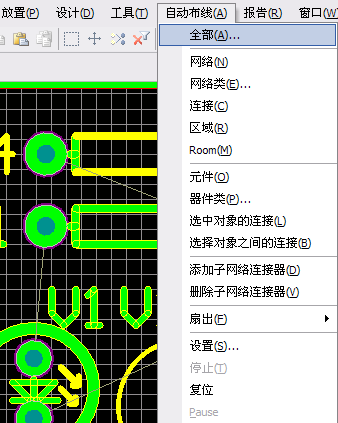 放置(P) 设计(D) 工具(T) 自动布线(A) 报告(R) 窗口(W)
全部(A)...
网络(N)
网络类(E)...
连接(C)
区域(R)
Room(M)
元件(O)
器件类(P)...
选中对象的连接(L)
选择对象之间的连接(B)
添加子网络连接器(D)
删除子网络连接器(V)
扇出(F)
设置(S)...
停止(T)
复位
Pause
V1 V